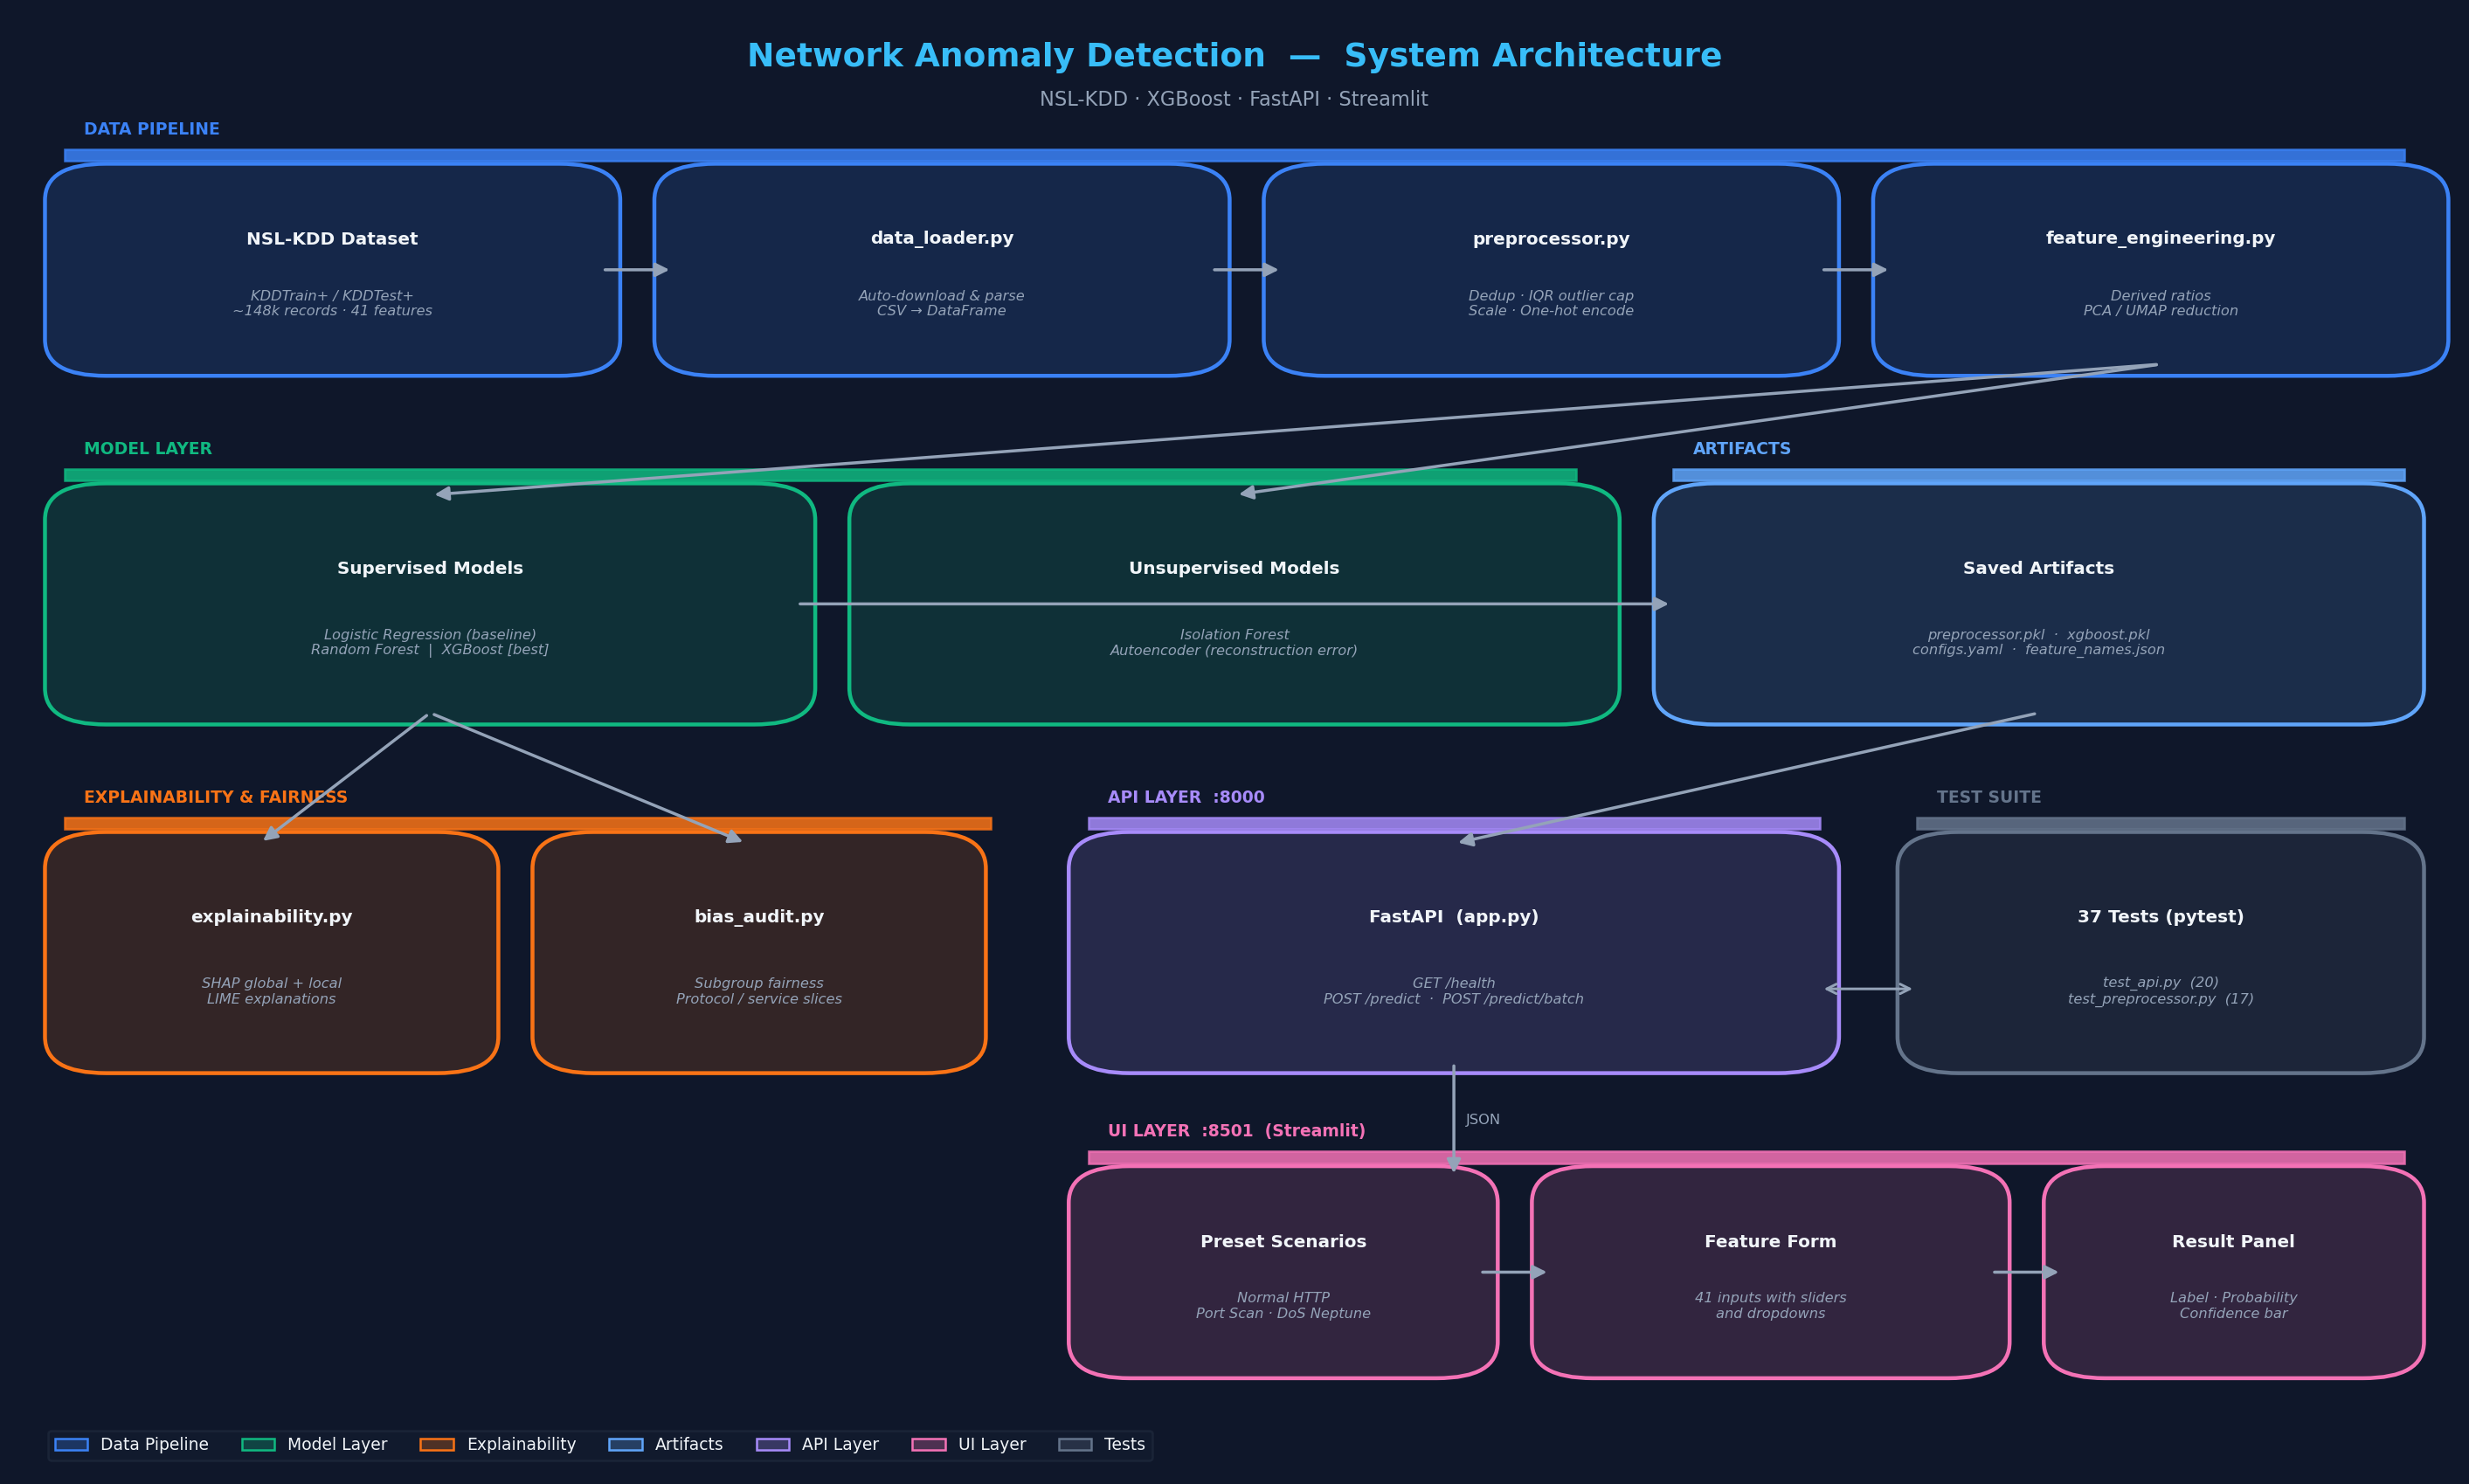 Network Anomaly Detection — System Architecture
NSL-KDD · XGBoost · FastAPI · Streamlit
DATA PIPELINE
NSL-KDD Dataset
KDDTrain+ / KDDTest+
~148k records · 41 features
data_loader.py
Auto-download & parse
CSV → DataFrame
preprocessor.py
Dedup · IQR outlier cap
Scale · One-hot encode
feature_engineering.py
Derived ratios
PCA / UMAP reduction
MODEL LAYER
Supervised Models
Logistic Regression (baseline)
Random Forest | XGBoost [best]
Unsupervised Models
Isolation Forest
Autoencoder (reconstruction error)
ARTIFACTS
Saved Artifacts
preprocessor.pkl · xgboost.pkl
configs.yaml · feature_names.json
EXPLAINABILITY & FAIRNESS
explainability.py
SHAP global + local
LIME explanations
bias_audit.py
Subgroup fairness
Protocol / service slices
API LAYER :8000
FastAPI (app.py)
GET /health
POST /predict · POST /predict/batch
TEST SUITE
37 Tests (pytest)
test_api.py (20)
test_preprocessor.py (17)
JSON
UI LAYER :8501 (Streamlit)
Preset Scenarios
Normal HTTP
Port Scan · DoS Neptune
Feature Form
41 inputs with sliders
and dropdowns
Result Panel
Label · Probability
Confidence bar
Data Pipeline
Model Layer
Explainability
Artifacts
API Layer
UI Layer
Tests